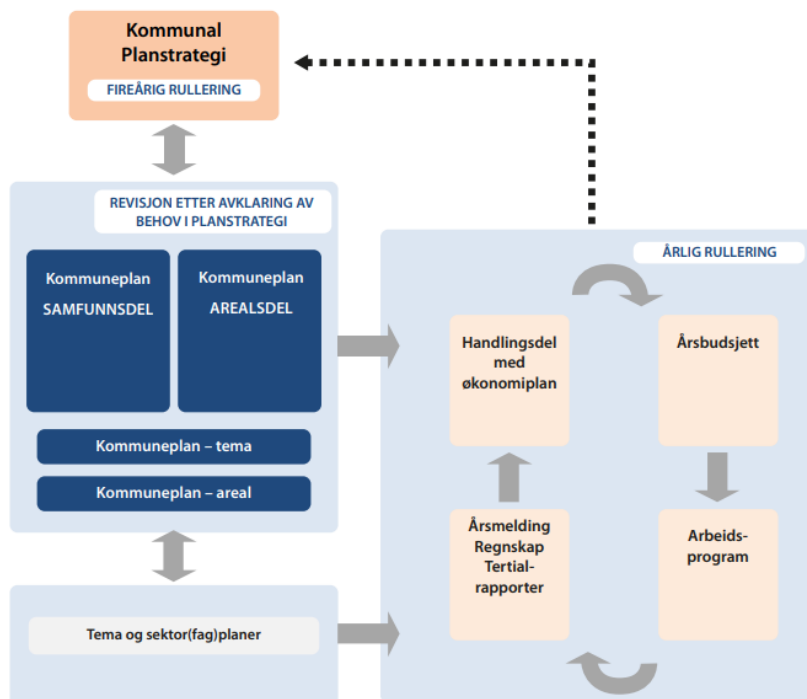 Kommunal
Planstrategi
FIREÅRIG RULLERING
REVISJON ETTER AVKLARING AV
BEHOV I PLANSTRATEGI
Kommuneplan
SAMFUNNSDEL
Kommuneplan
AREALSDEL
Kommuneplan – tema
Kommuneplan – areal
Tema og sektor(fag)planer
ÅRLIG RULLERING
Handlingsdel
med
økonomiplan
Årsbudsjett
Årsmelding
Regnskap
Tertial-
rapporter
Arbeids-
program